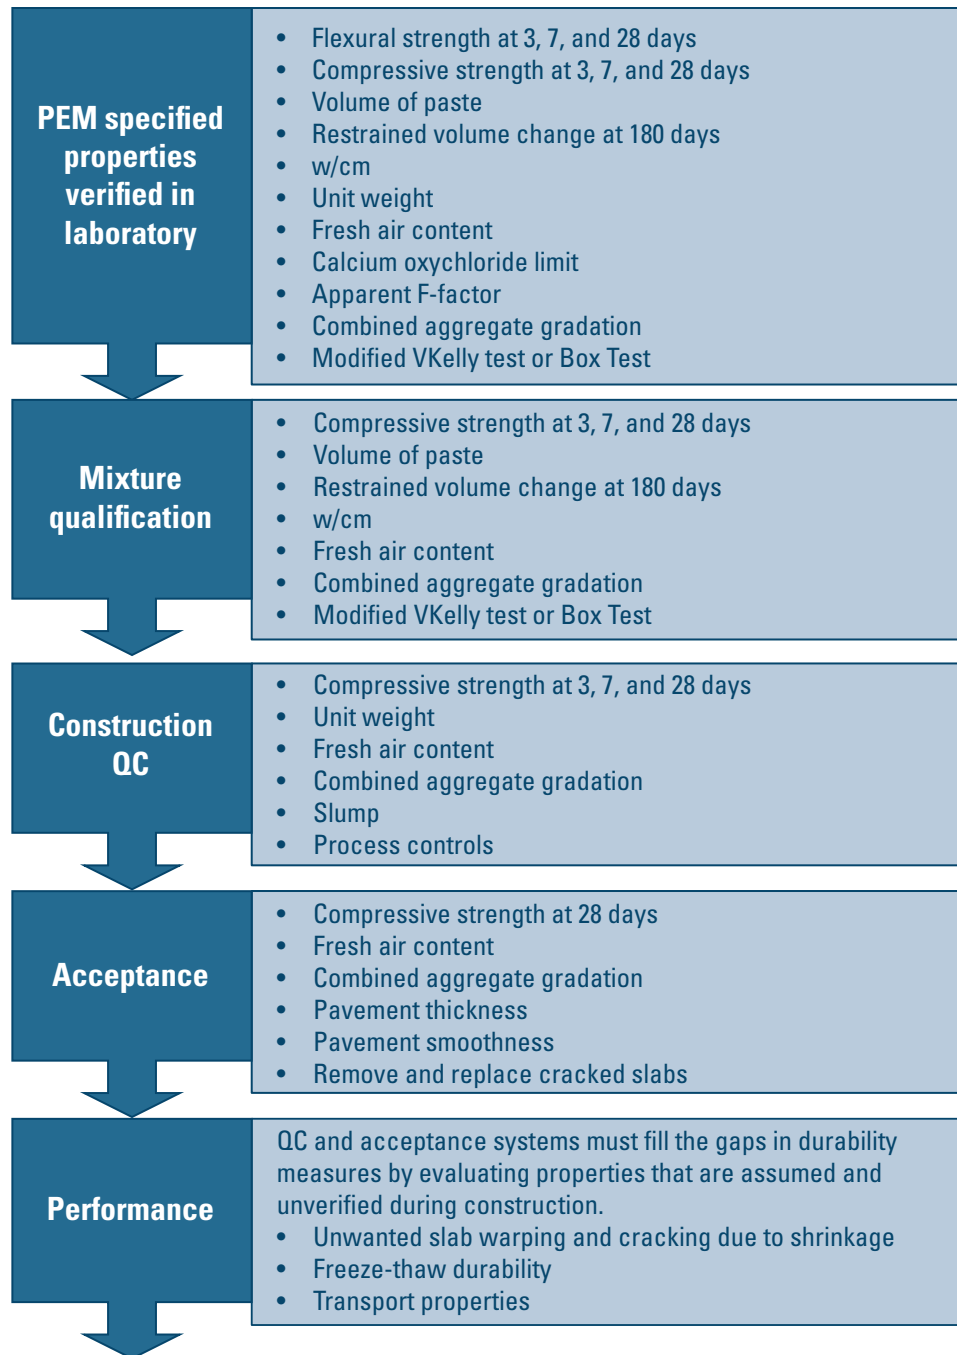 PEM specified
properties
verified in
laboratory
• Flexural strength at 3, 7, and 28 days
• Compressive strength at 3, 7, and 28 days
• Volume of paste
• Restrained volume change at 180 days
• w/cm
• Unit weight
• Fresh air content
• Calcium oxychloride limit
• Apparent F-factor
• Combined aggregate gradation
• Modified VKelly test or Box Test
Mixture
qualification
• Compressive strength at 3, 7, and 28 days
• Volume of paste
• Restrained volume change at 180 days
• w/cm
• Fresh air content
• Combined aggregate gradation
• Modified VKelly test or Box Test
Construction
QC
• Compressive strength at 3, 7, and 28 days
• Unit weight
• Fresh air content
• Combined aggregate gradation
• Slump
• Process controls
Acceptance
• Compressive strength at 28 days
• Fresh air content
• Combined aggregate gradation
• Pavement thickness
• Pavement smoothness
• Remove and replace cracked slabs
Performance
QC and acceptance systems must fill the gaps in durability
measures by evaluating properties that are assumed and
unverified during construction.
• Unwanted slab warping and cracking due to shrinkage
• Freeze-thaw durability
• Transport properties